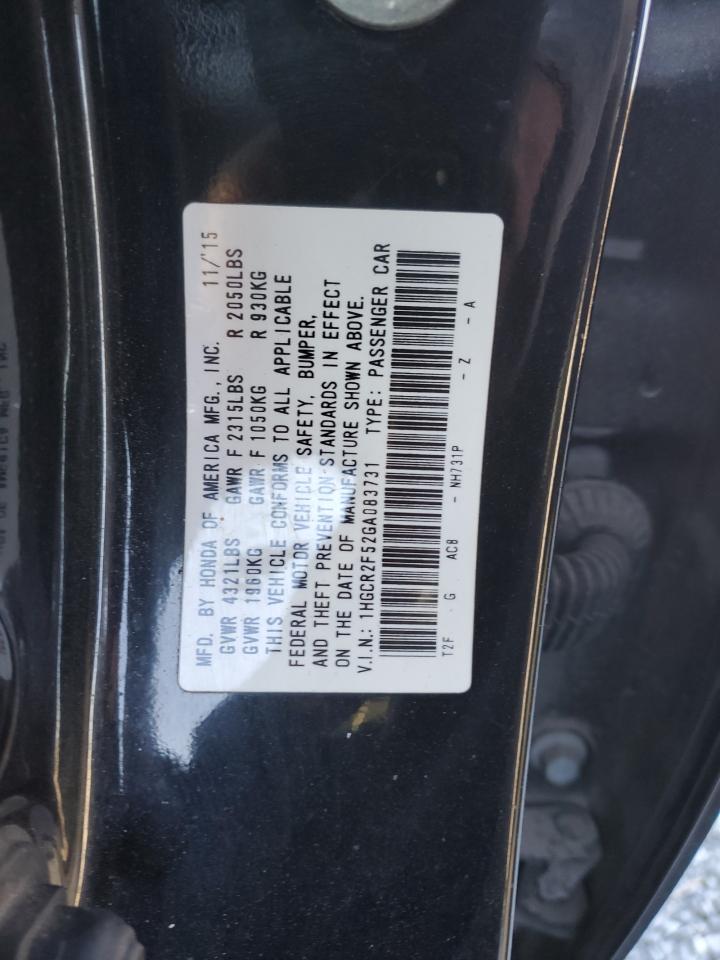 MFD. BY HONDA OF AMERICA MFG., INC. 11/'15
GVWR 4321LBS GAWR F 2315LBS R 2050LBS
GVWR 1960KG GAWR F 1050KG R 930KG
THIS VEHICLE CONFORMS TO ALL APPLICABLE
FEDERAL MOTOR VEHICLE SAFETY, BUMPER,
AND THEFT PREVENTION STANDARDS IN EFFECT
ON THE DATE OF MANUFACTURE SHOWN ABOVE.
V.I.N.: 1HGCR2F52GA083731 TYPE: PASSENGER CAR
T2F G AC8 - NH731P - Z - A